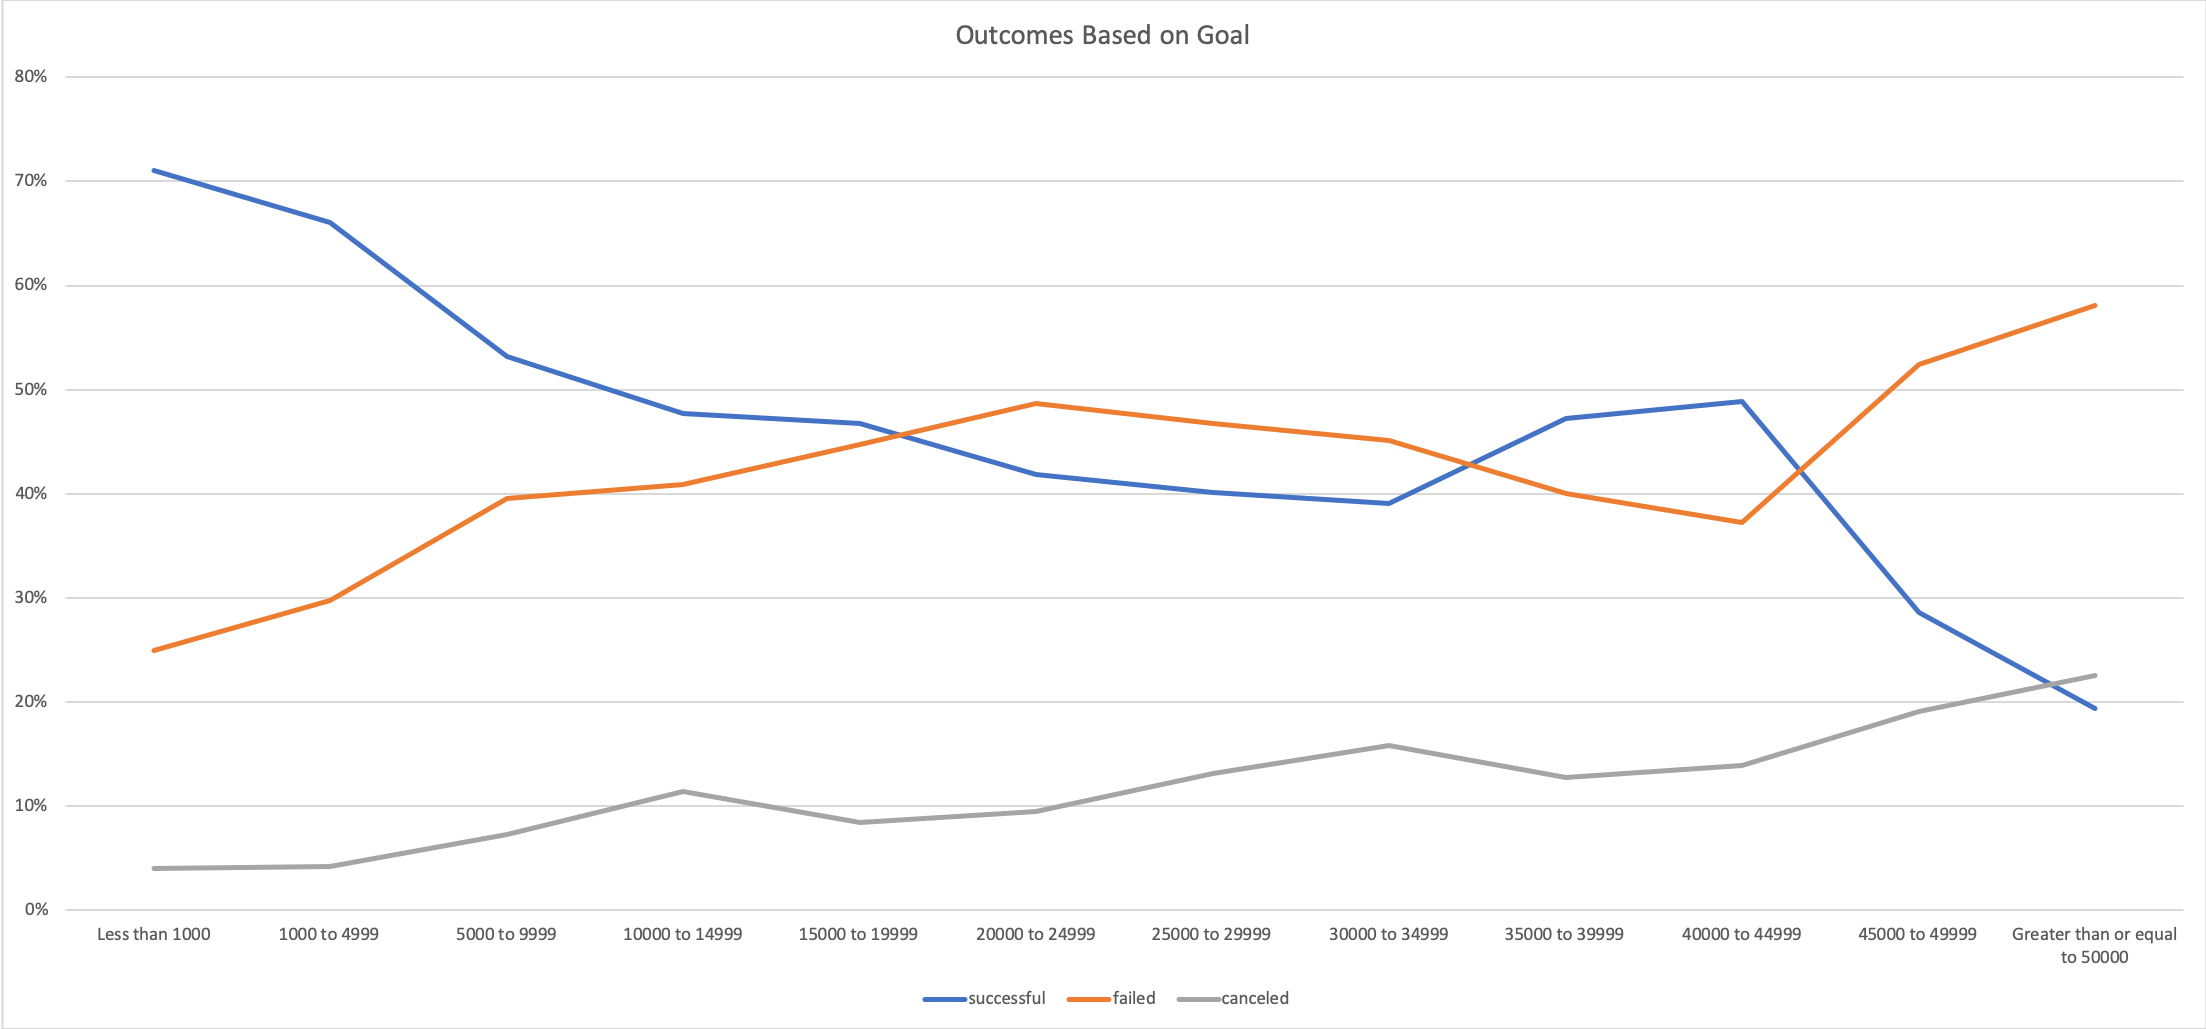 Outcomes Based on Goal
80%
70%
60%
50%
40%
30%
20%
10%
0%
Less than 1000
1000 to 4999
5000 to 9999
10000 to 14999
15000 to 19999
20000 to 24999
25000 to 29999
30000 to 34999
35000 to 39999
40000 to 44999
45000 to 49999
Greater than or equal
to 50000
successful
failed
canceled